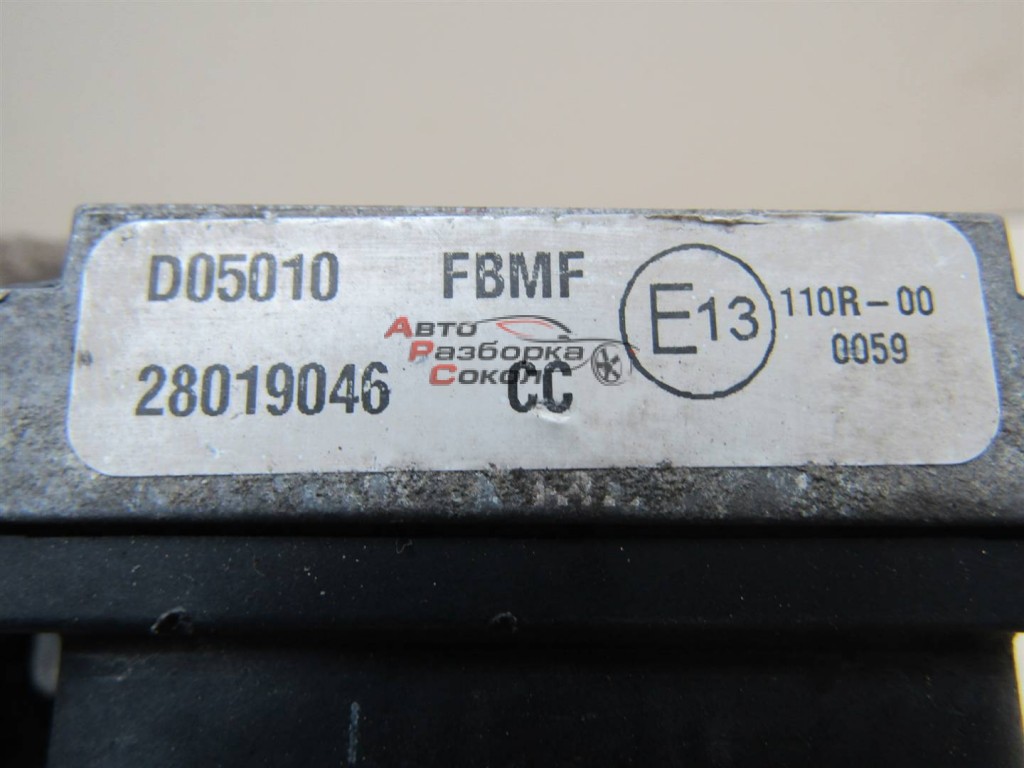 D05010 FBMF E13 110R-00
0059
28019046 CC
Авто
Разборка
Сокол